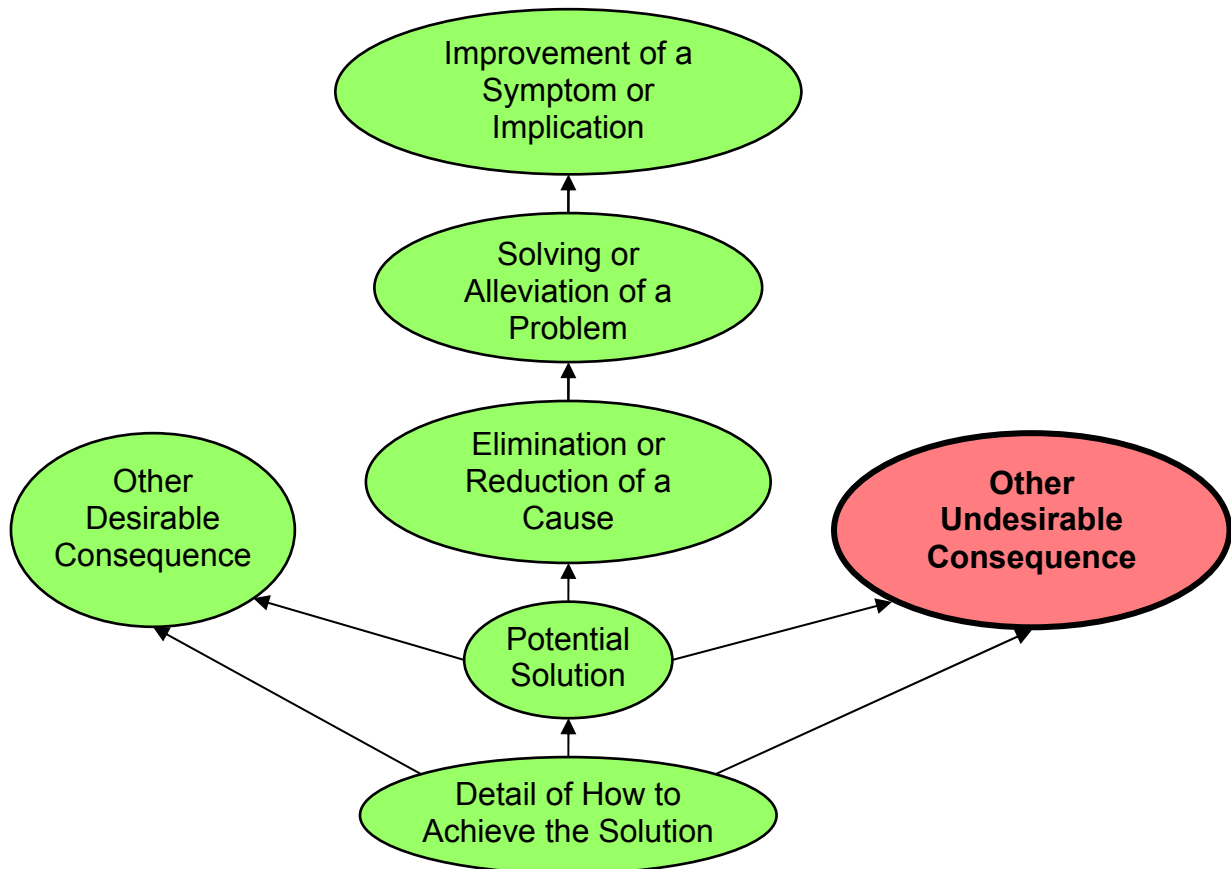 Improvement of a
Symptom or
Implication
Solving or
Alleviation of a
Problem
Elimination or
Reduction of a
Cause
Other
Desirable
Consequence
Other
Undesirable
Consequence
Potential
Solution
Detail of How to
Achieve the Solution